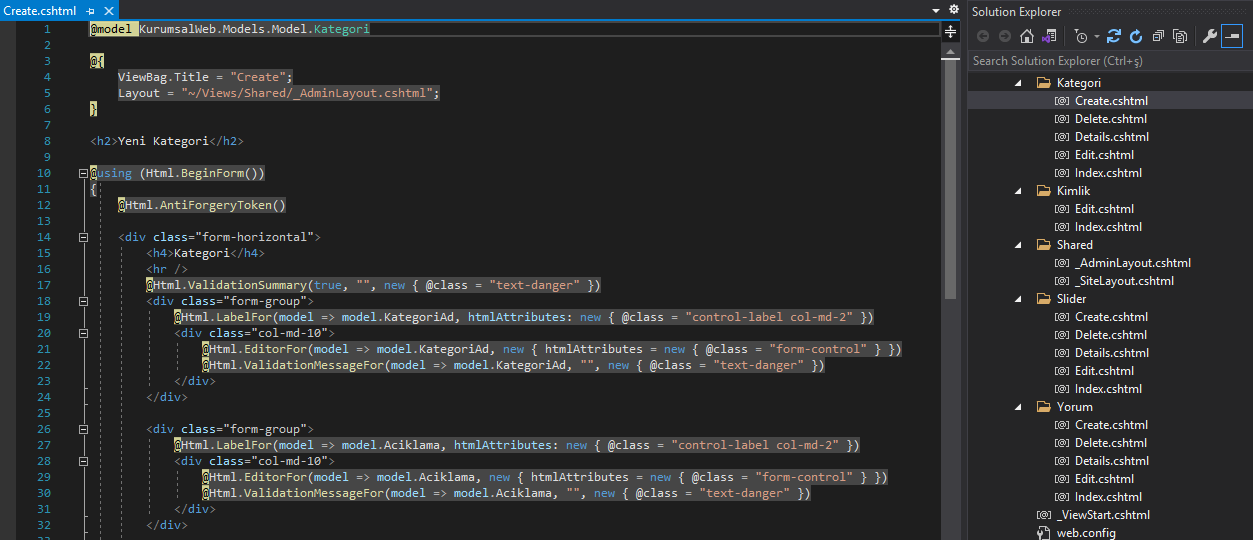 Create.cshtml
1 @model KurumsalWeb.Models.Model.Kategori
2
3 @{
4 ViewBag.Title = "Create";
5 Layout = "~/Views/Shared/_AdminLayout.cshtml";
6 }
7
8 <h2>Yeni Kategori</h2>
9
10 @using (Html.BeginForm())
11 {
12 @Html.AntiForgeryToken()
13
14 <div class="form-horizontal">
15 <h4>Kategori</h4>
16 <hr />
17 @Html.ValidationSummary(true, "", new { @class = "text-danger" })
18 <div class="form-group">
19 @Html.LabelFor(model => model.KategoriAd, htmlAttributes: new { @class = "control-label col-md-2" })
20 <div class="col-md-10">
21 @Html.EditorFor(model => model.KategoriAd, new { htmlAttributes = new { @class = "form-control" } })
22 @Html.ValidationMessageFor(model => model.KategoriAd, "", new { @class = "text-danger" })
23 </div>
24 </div>
25
26 <div class="form-group">
27 @Html.LabelFor(model => model.Aciklama, htmlAttributes: new { @class = "control-label col-md-2" })
28 <div class="col-md-10">
29 @Html.EditorFor(model => model.Aciklama, new { htmlAttributes = new { @class = "form-control" } })
30 @Html.ValidationMessageFor(model => model.Aciklama, "", new { @class = "text-danger" })
31 </div>
32 </div>
Solution Explorer
Search Solution Explorer (Ctrl+ş)
Kategori
Create.cshtml
Delete.cshtml
Details.cshtml
Edit.cshtml
Index.cshtml
Kimlik
Edit.cshtml
Index.cshtml
Shared
_AdminLayout.cshtml
_SiteLayout.cshtml
Slider
Create.cshtml
Delete.cshtml
Details.cshtml
Edit.cshtml
Index.cshtml
Yorum
Create.cshtml
Delete.cshtml
Details.cshtml
Edit.cshtml
Index.cshtml
_ViewStart.cshtml
web.config